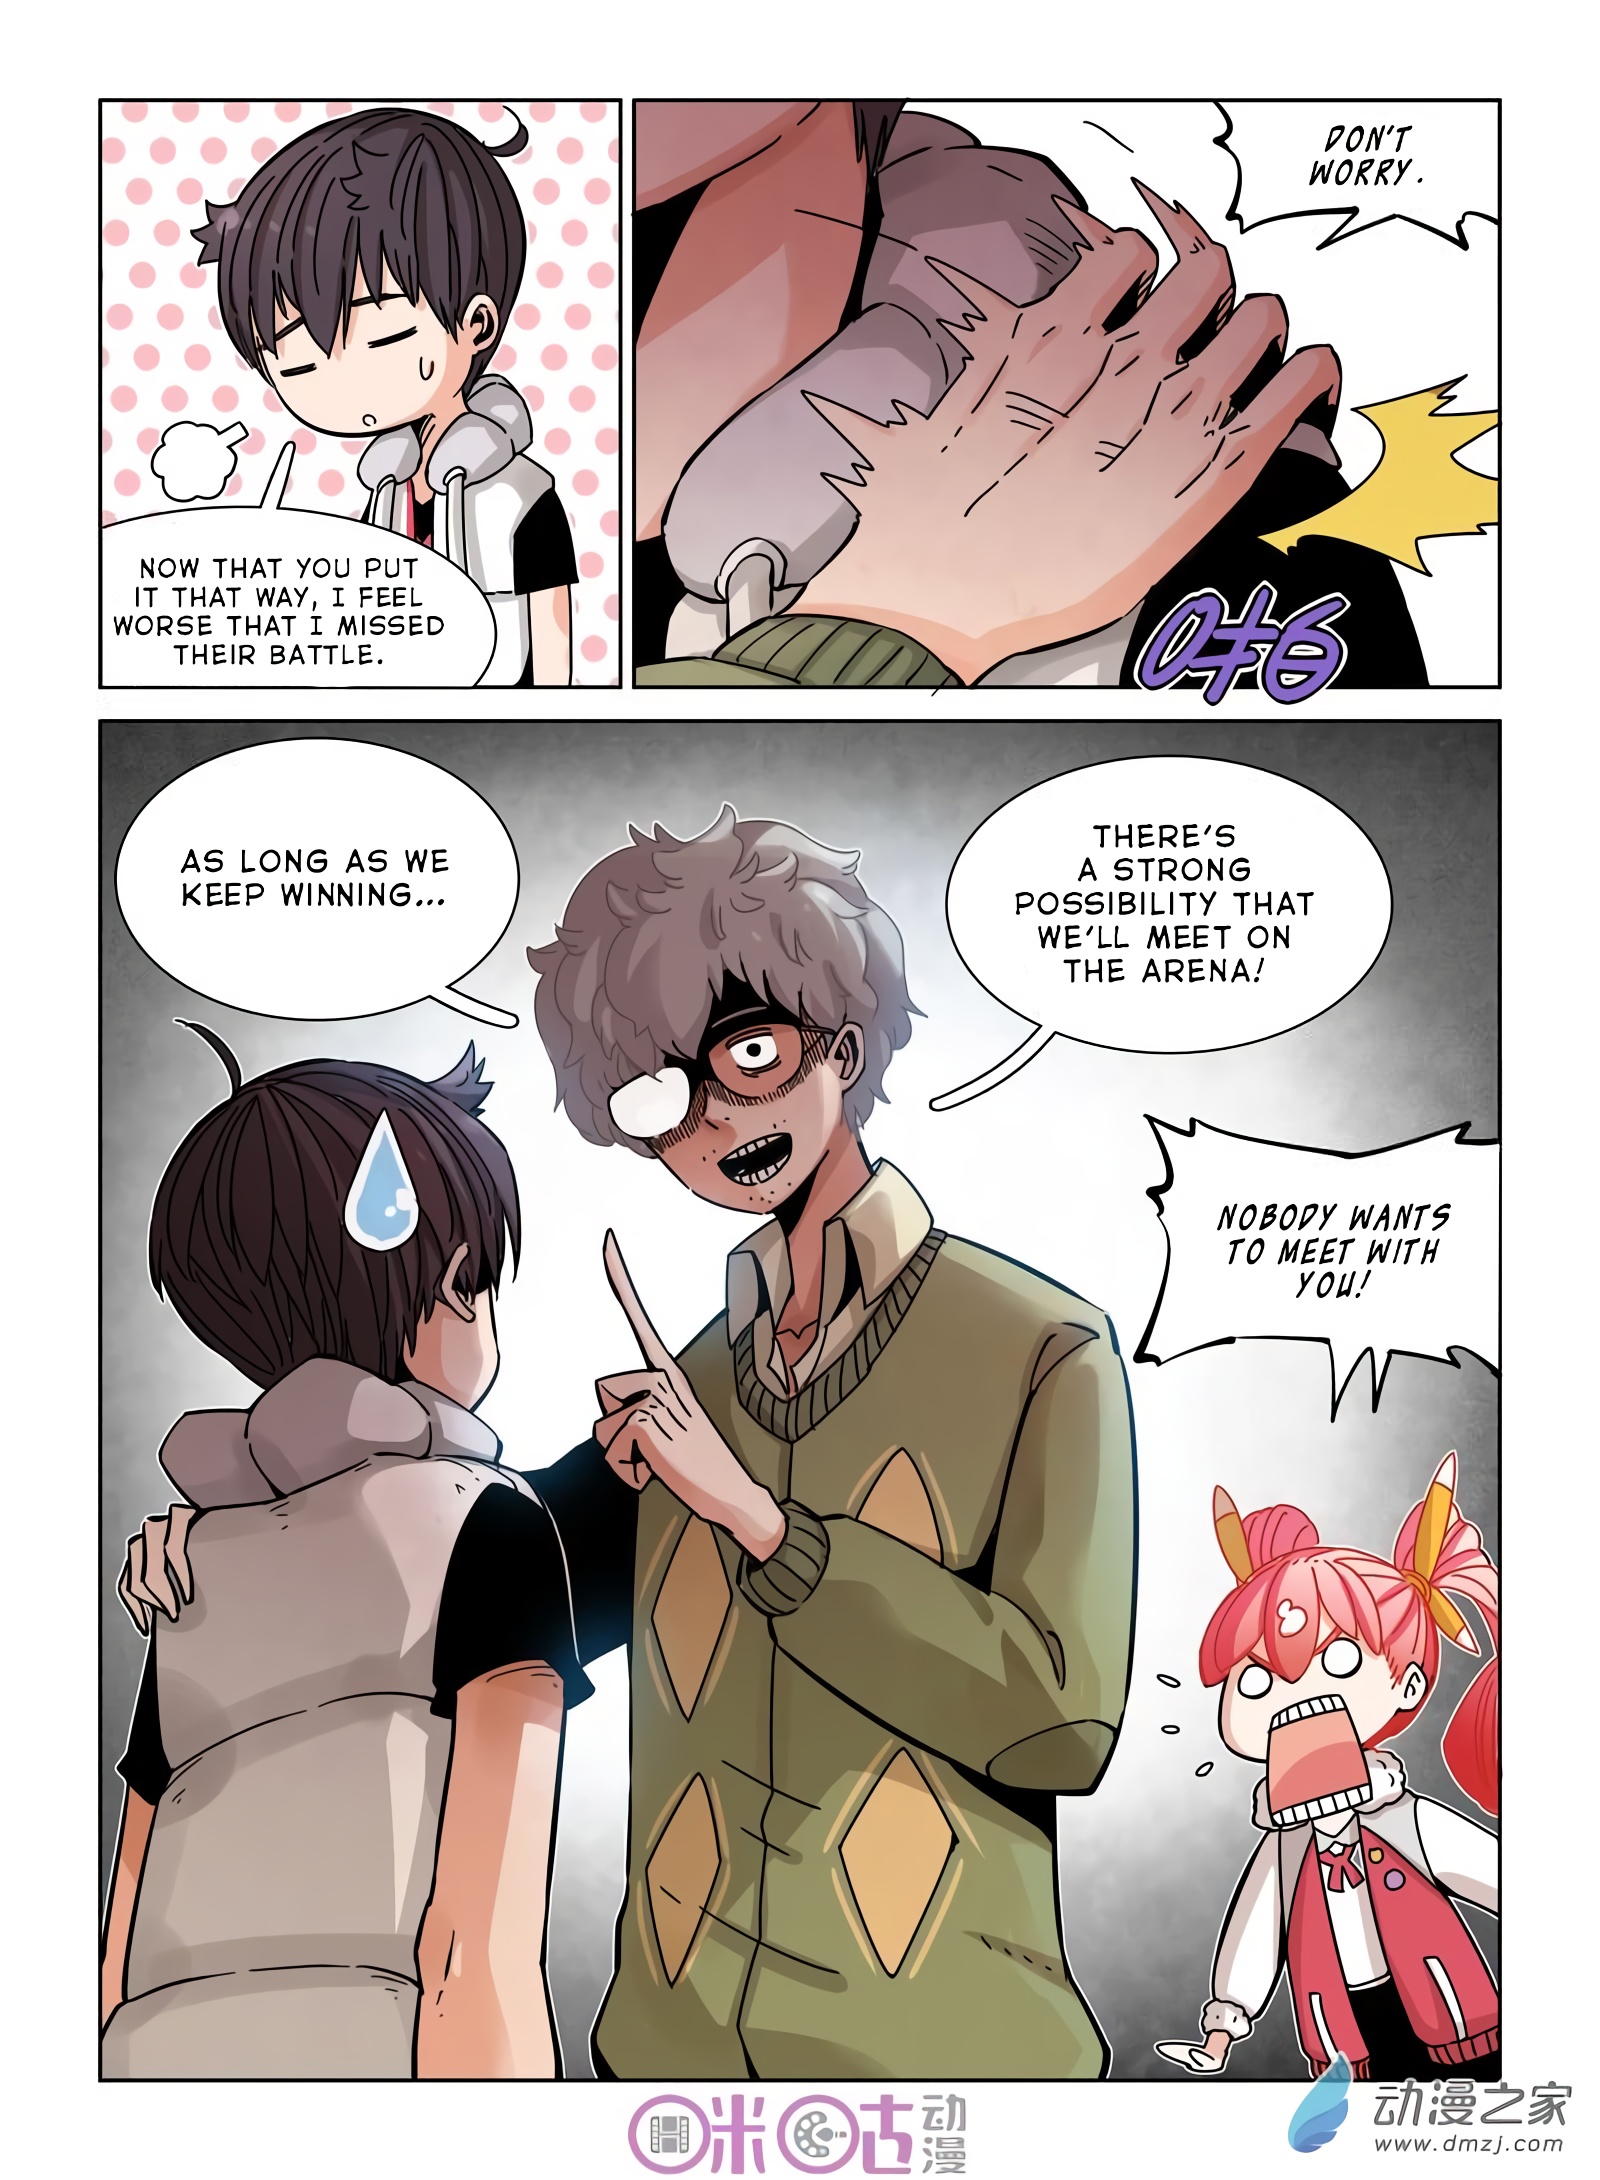 NOW THAT YOU PUT
IT THAT WAY, I FEEL
WORSE THAT I MISSED
THEIR BATTLE.
DON'T
WORRY.
AS LONG AS WE
KEEP WINNING...
THERE'S
A STRONG
POSSIBILITY THAT
WE'LL MEET ON
THE ARENA!
NOBODY WANTS
TO MEET WITH
YOU!
咪咕动漫
动漫之家
www.dmzj.com